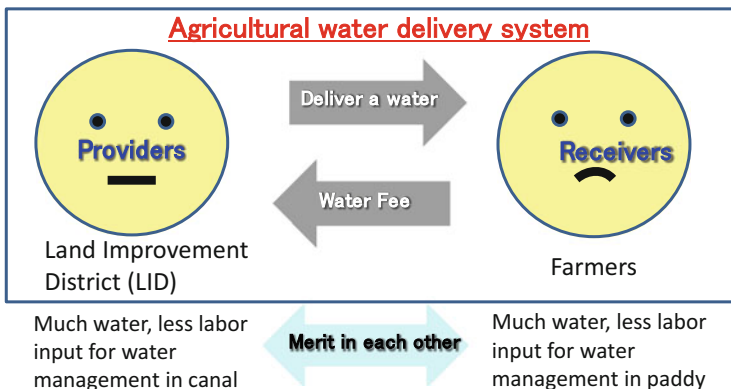 Agricultural water delivery system
Deliver a water
Providers
Receivers
Water Fee
Land Improvement
District (LID)
Farmers
Much water, less labor
input for water
management in canal
Merit in each other
Much water, less labor
input for water
management in paddy